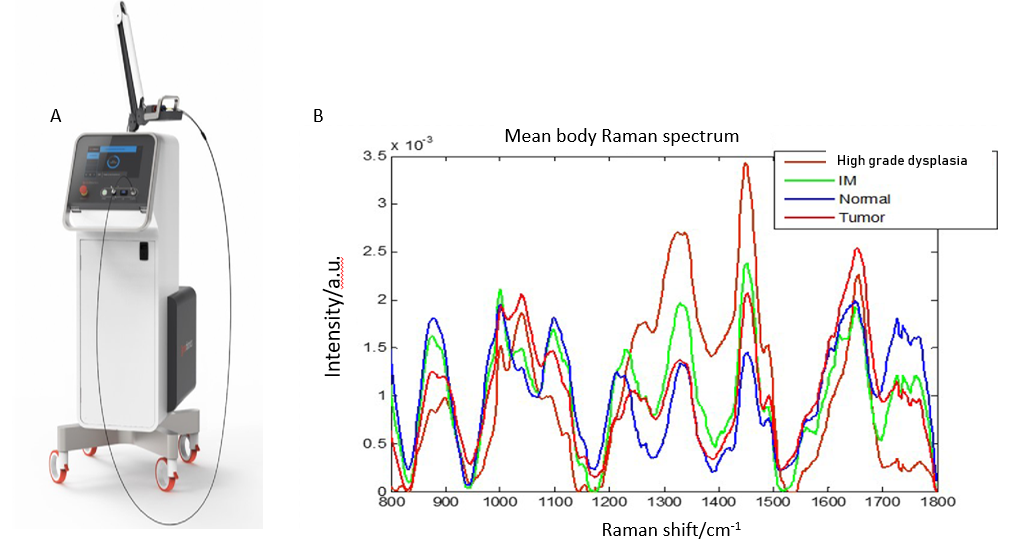 A
B
Mean body Raman spectrum
x 10⁻³
High grade dysplasia
IM
Normal
Tumor
3.5
3
2.5
2
1.5
1
0.5
0
Intensity/a.u.
800 900 1000 1100 1200 1300 1400 1500 1600 1700 1800
Raman shift/cm⁻¹